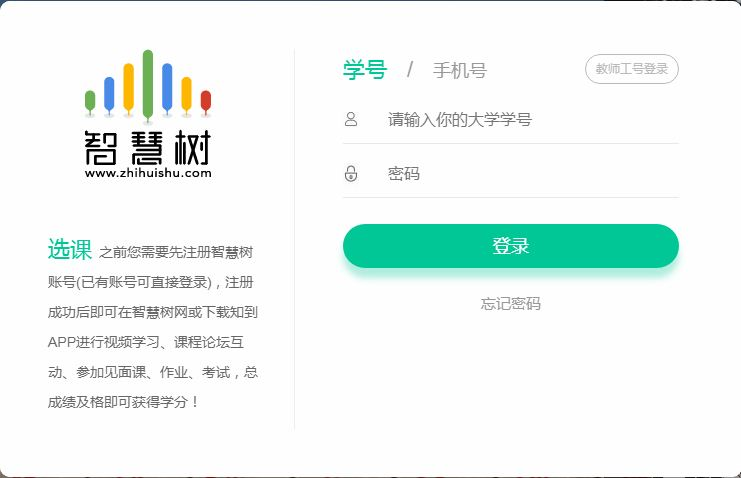 智慧树
www.zhihuishu.com
选课 之前您需要先注册智慧树
账号(已有账号可直接登录)，注册
成功后即可在智慧树网或下载知到
APP进行视频学习、课程论坛互
动、参加见面课、作业、考试，总
成绩及格即可获得学分！
学号 / 手机号
教师工号登录
请输入你的大学学号
密码
登录
忘记密码